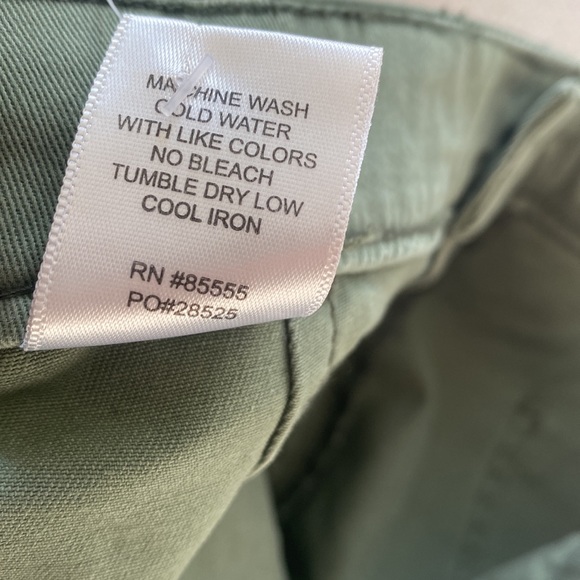 MACHINE WASH
COLD WATER
WITH LIKE COLORS
NO BLEACH
TUMBLE DRY LOW
COOL IRON
RN #85555
PO#28525